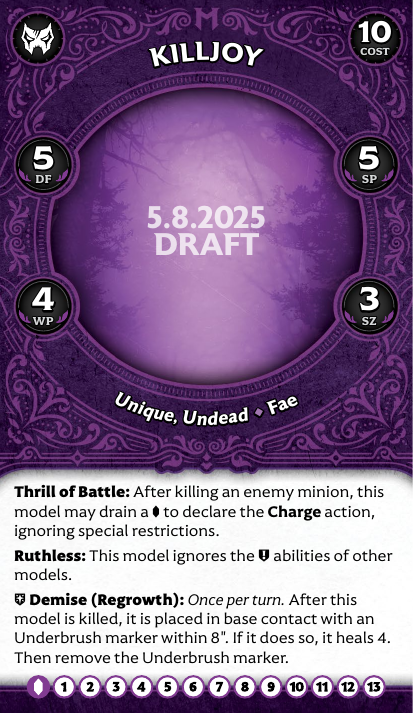 10
COST
KILLJOY
5
DF
5
SP
5.8.2025
DRAFT
4
WP
3
SZ
Unique, Undead ⬥ Fae
Thrill of Battle: After killing an enemy minion, this
model may drain a to declare the Charge action,
ignoring special restrictions.
Ruthless: This model ignores the abilities of other
models.
Demise (Regrowth): Once per turn. After this
model is killed, it is placed in base contact with an
Underbrush marker within 8". If it does so, it heals 4.
Then remove the Underbrush marker.
1 2 3 4 5 6 7 8 9 10 11 12 13